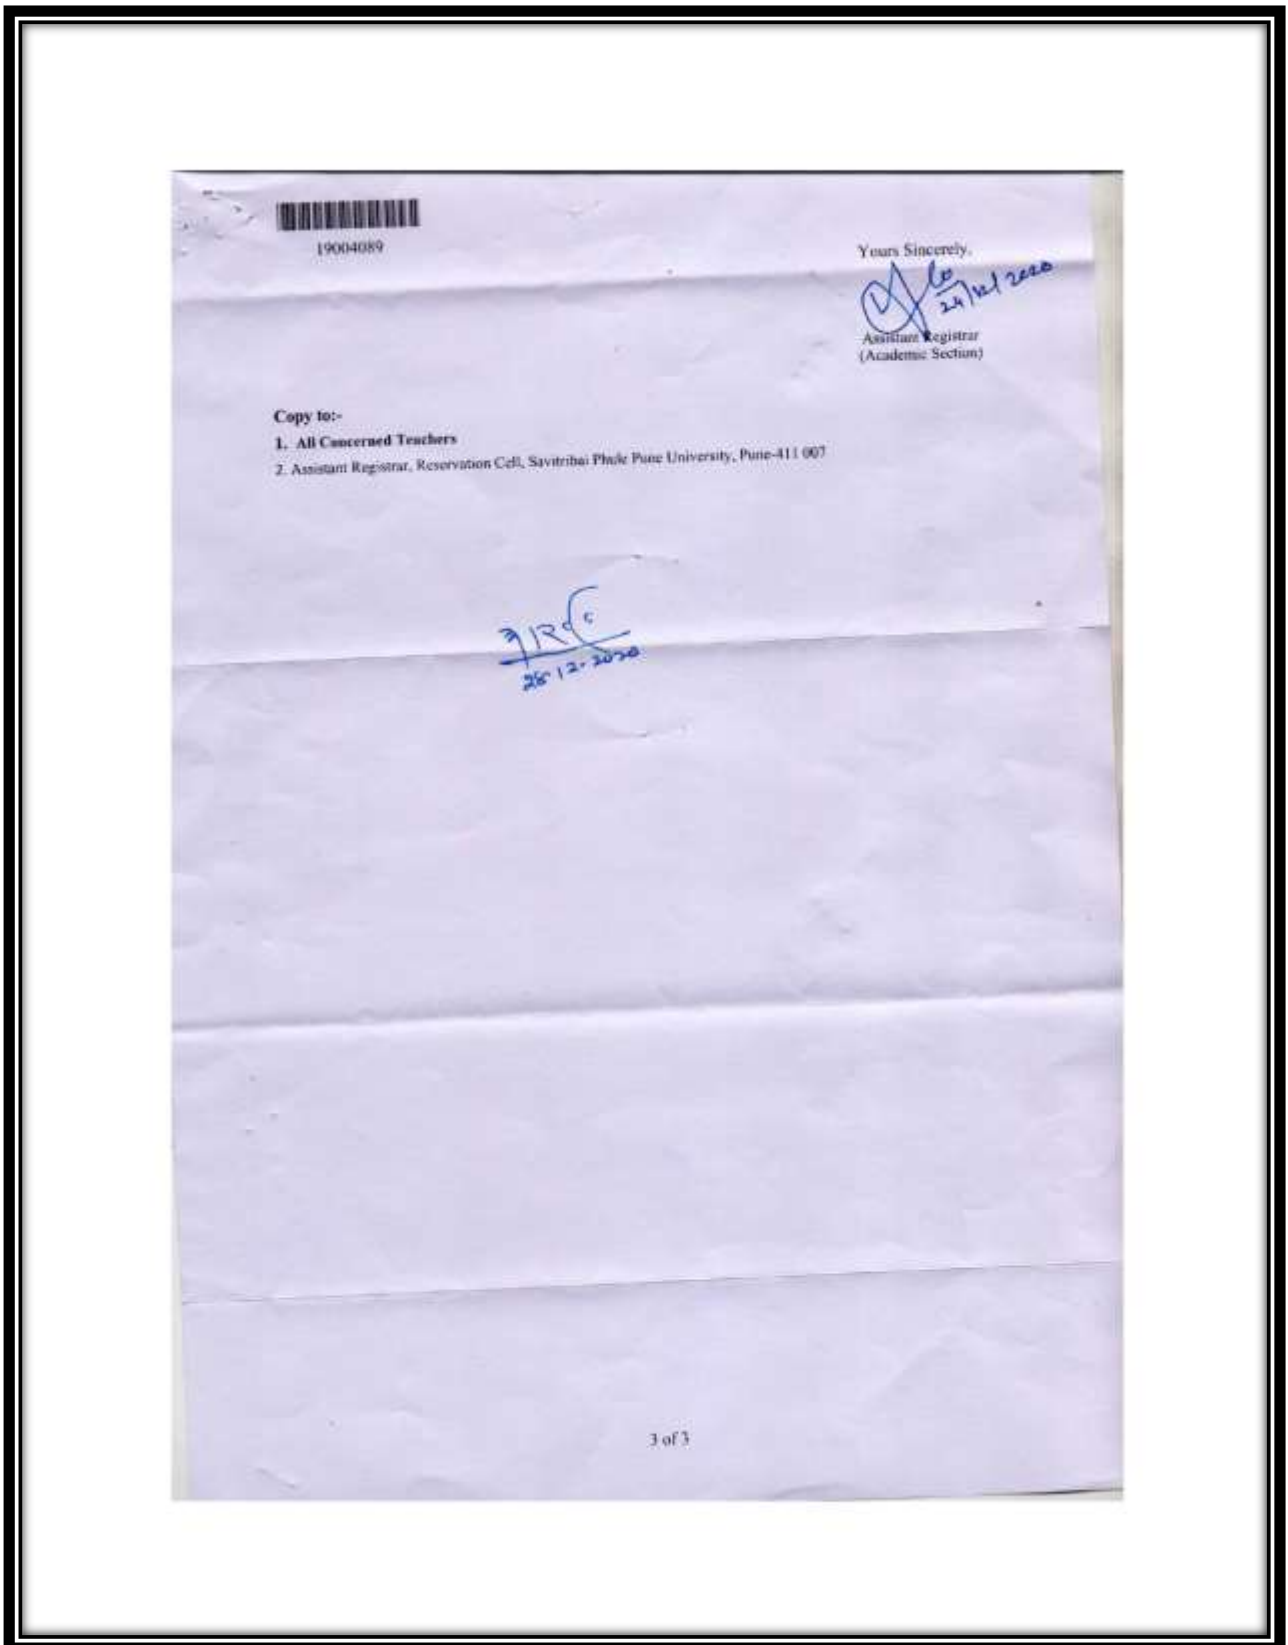 19004089
Yours Sincerely,
24/12/2020
Assistant Registrar
(Academic Section)
Copy to:-
1. All Concerned Teachers
2. Assistant Registrar, Reservation Cell, Savitribai Phule Pune University, Pune-411 007
28.12.2020
3 of 3